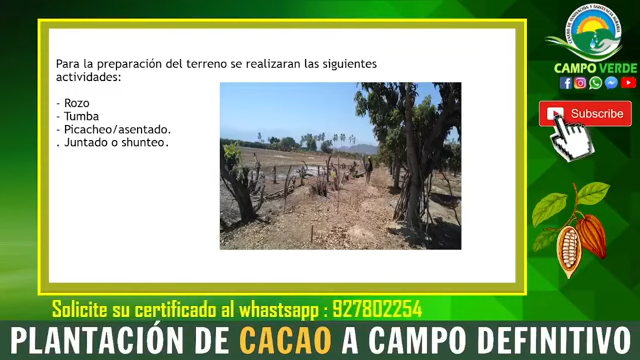 Para la preparación del terreno se realizaran las siguientes
actividades:
- Rozo
- Tumba
- Picacheo/asentado.
. Juntado o shunteo.
CAMPO VERDE
Subscribe
Solicite su certificado al whastsapp : 927802254
PLANTACIÓN DE CACAO A CAMPO DEFINITIVO